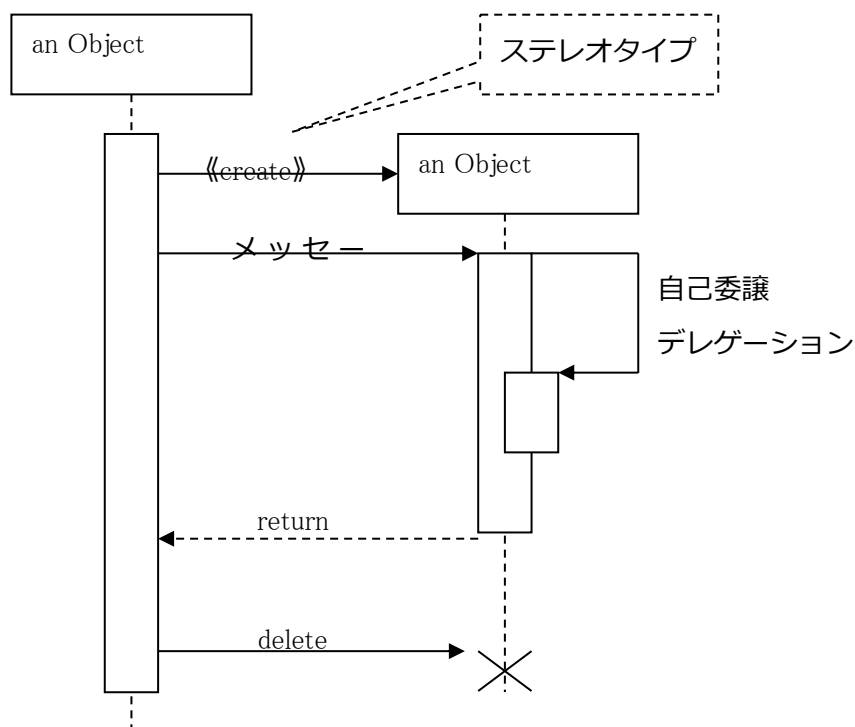 an Object
ステレオタイプ
《create》
an Object
メッセー
自己委譲
デレゲーション
return
delete